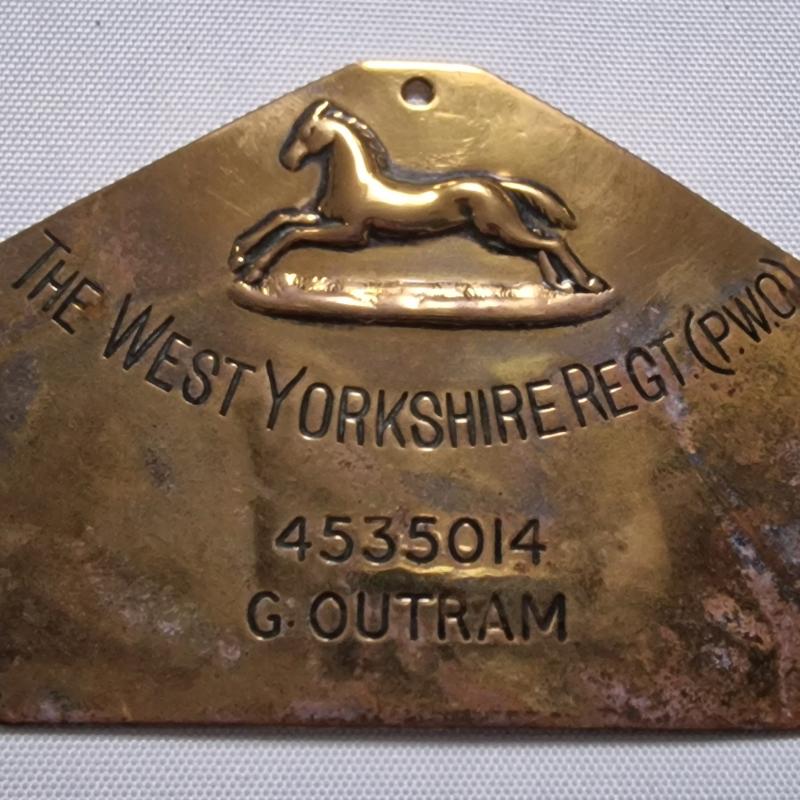 THE WEST YORKSHIRE REGT. (P.W.O)
4535014
G. OUTRAM